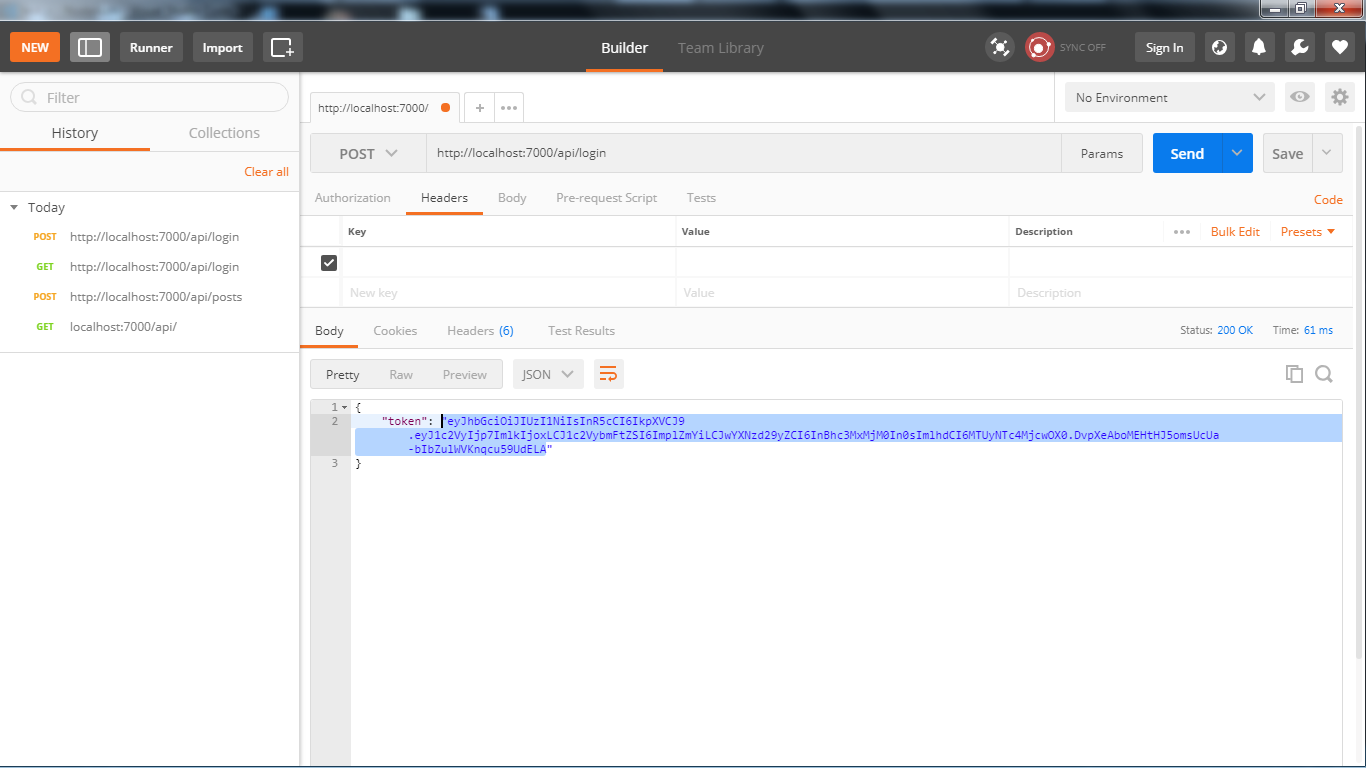 NEW
Runner
Import
Builder
Team Library
SYNC OFF
Sign In
Filter
History
Collections
Clear all
Today
POST http://localhost:7000/api/login
GET http://localhost:7000/api/login
POST http://localhost:7000/api/posts
GET localhost:7000/api/
http://localhost:7000/
No Environment
POST
http://localhost:7000/api/login
Params
Send
Save
Authorization
Headers
Body
Pre-request Script
Tests
Code
Key
Value
Description
Bulk Edit
Presets
New key
Value
Description
Body
Cookies
Headers (6)
Test Results
Status: 200 OK
Time: 61 ms
Pretty
Raw
Preview
JSON
1 {
2 "token": "eyJhbGciOiJIUzI1NiIsInR5cCI6IkpXVCJ9
.eyJ1c2VyIjp7ImlkIjoxLCJ1c2VybmFtZSI6ImplZmYiLCJwYXNzd29yZCI6InBhc3MxMjM0In0sImlhdCI6MTUyNTc4MjcwOX0.DvpXeAboMEHtHJ5omsUcUa
-bIbZulWVKnqcu59UdELA"
3 }